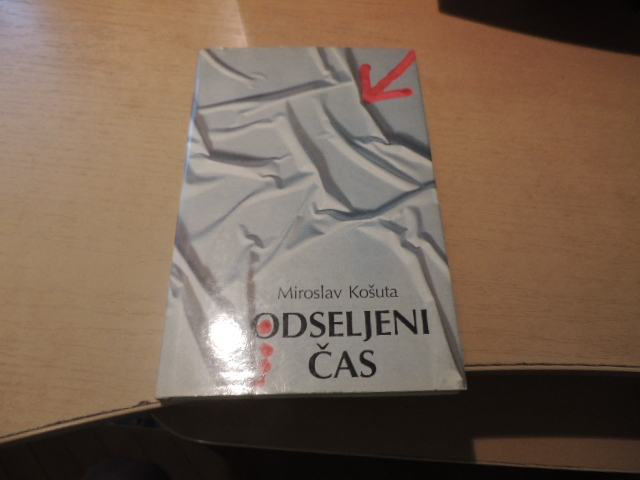 Miroslav Košuta
ODSELJENI
ČAS